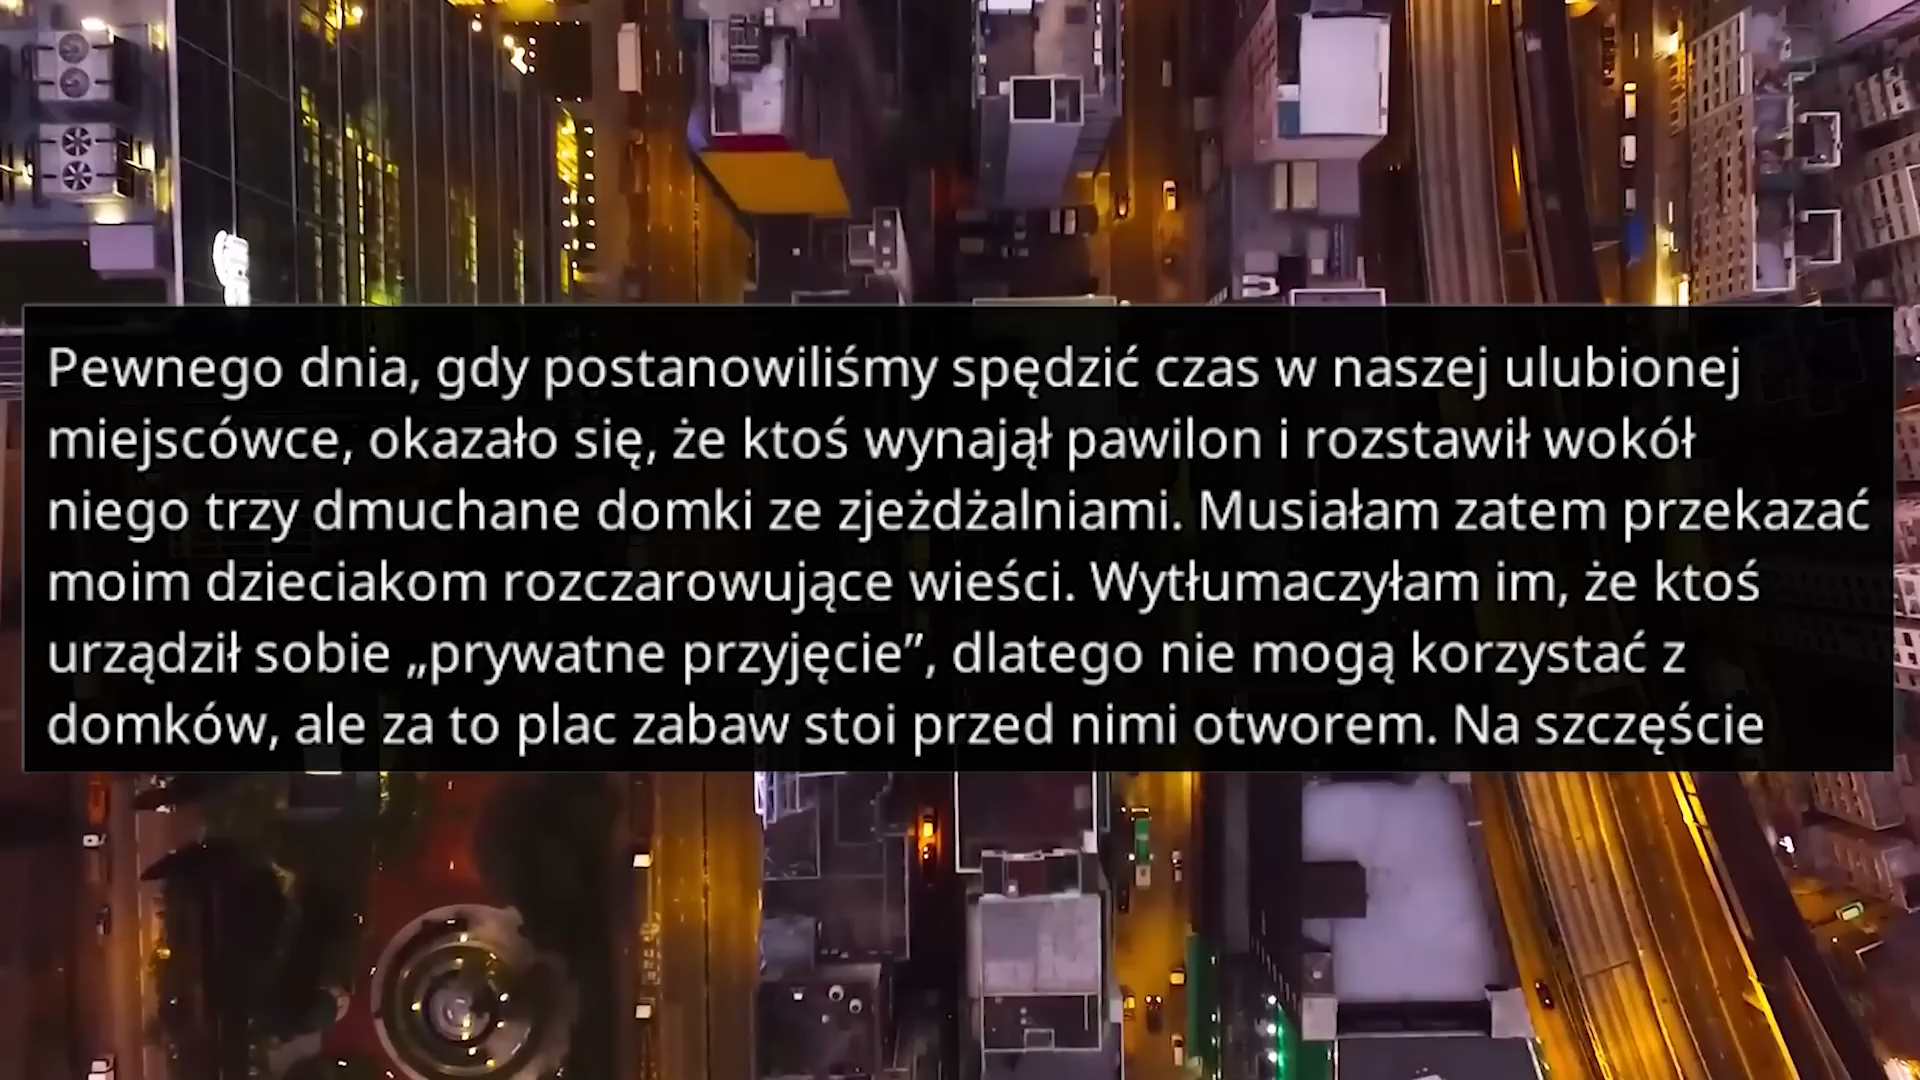 Pewnego dnia, gdy postanowiliśmy spędzić czas w naszej ulubionej
miejscówce, okazało się, że ktoś wynajął pawilon i rozstawił wokół
niego trzy dmuchane domki ze zjeżdżalniami. Musiałam zatem przekazać
moim dzieciakom rozczarowujące wieści. Wytłumaczyłam im, że ktoś
urządził sobie „prywatne przyjęcie”, dlatego nie mogą korzystać z
domków, ale za to plac zabaw stoi przed nimi otworem. Na szczęście